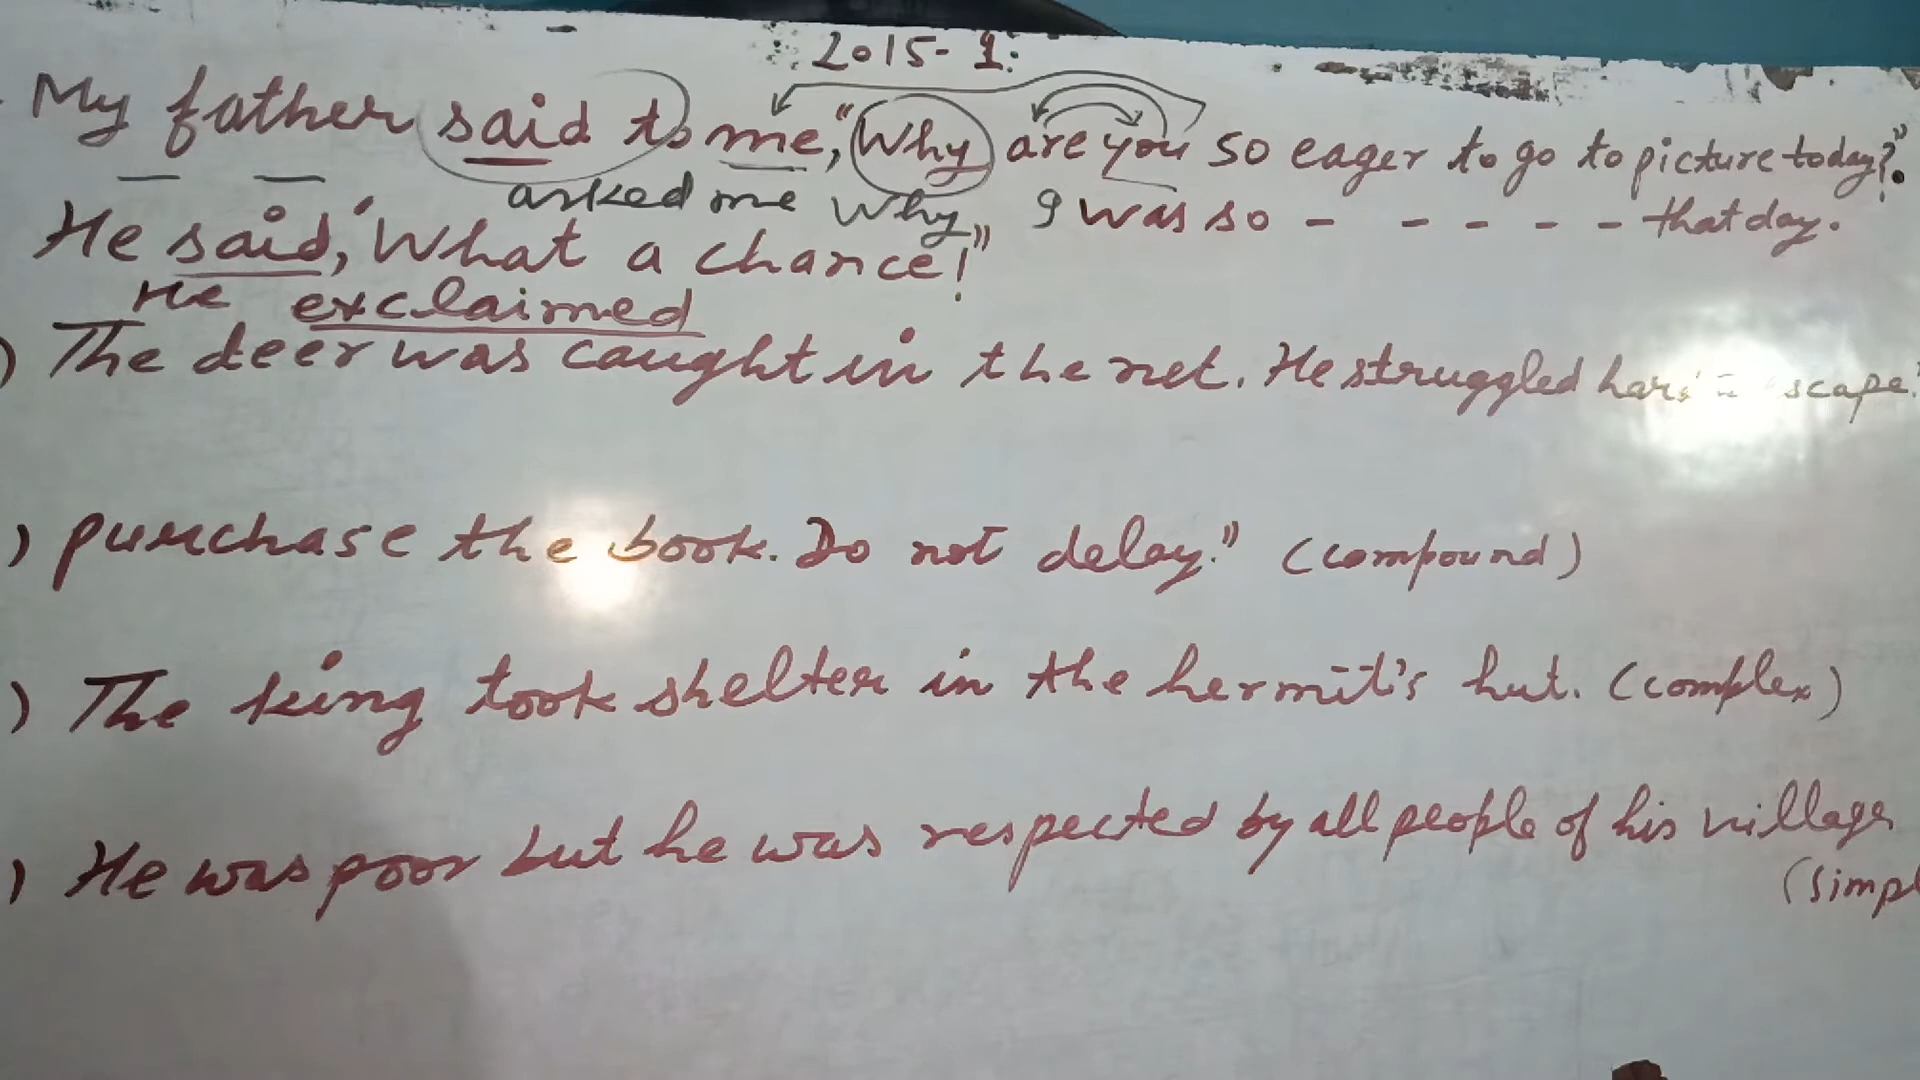 2015-1:
My father said to me, "Why are you so eager to go to picture today?"
asked me why I was so - - - - - - that day.
He said, "What a chance!"
He exclaimed
) The deer was caught in the net. He struggled hard
) purchase the book. Do not delay." (compound)
) The king took shelter in the hermit's hut. (complex)
) He was poor but he was respected by all people of his village
(simpl